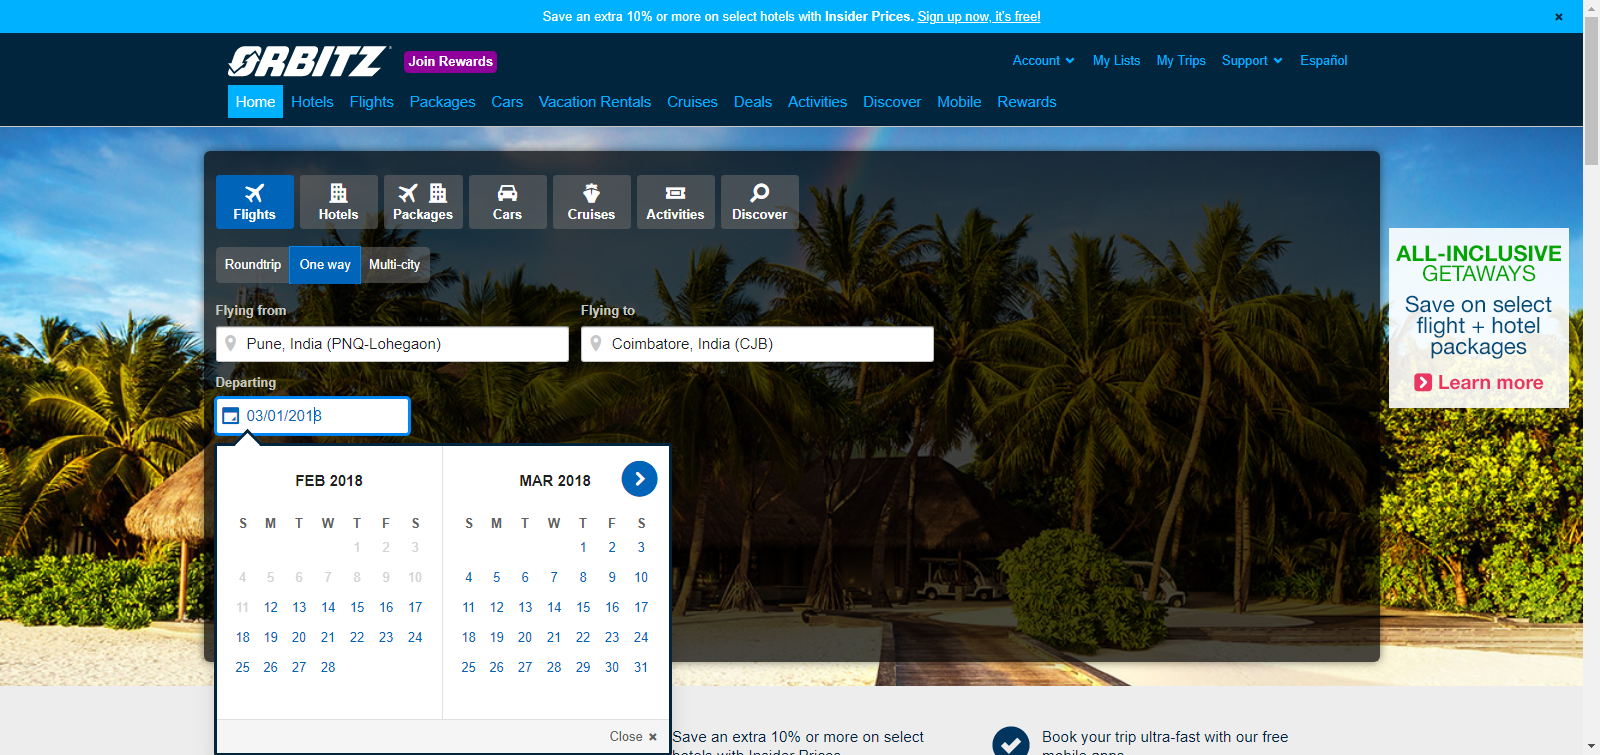 Save an extra 10% or more on select hotels with Insider Prices. Sign up now, it's free!
ORBITZ Join Rewards
Account My Lists My Trips Support Español
Home Hotels Flights Packages Cars Vacation Rentals Cruises Deals Activities Discover Mobile Rewards
Flights Hotels Packages Cars Cruises Activities Discover
Roundtrip One way Multi-city
Flying from Flying to
Pune, India (PNQ-Lohegaon) Coimbatore, India (CJB)
Departing
03/01/2018
ALL-INCLUSIVE
GETAWAYS
Save on select
flight + hotel
packages
Learn more
FEB 2018
S M T W T F S
1 2 3
4 5 6 7 8 9 10
11 12 13 14 15 16 17
18 19 20 21 22 23 24
25 26 27 28
MAR 2018
S M T W T F S
1 2 3
4 5 6 7 8 9 10
11 12 13 14 15 16 17
18 19 20 21 22 23 24
25 26 27 28 29 30 31
Close
Save an extra 10% or more on select
hotels with Insider Prices
Book your trip ultra-fast with our free
mobile apps